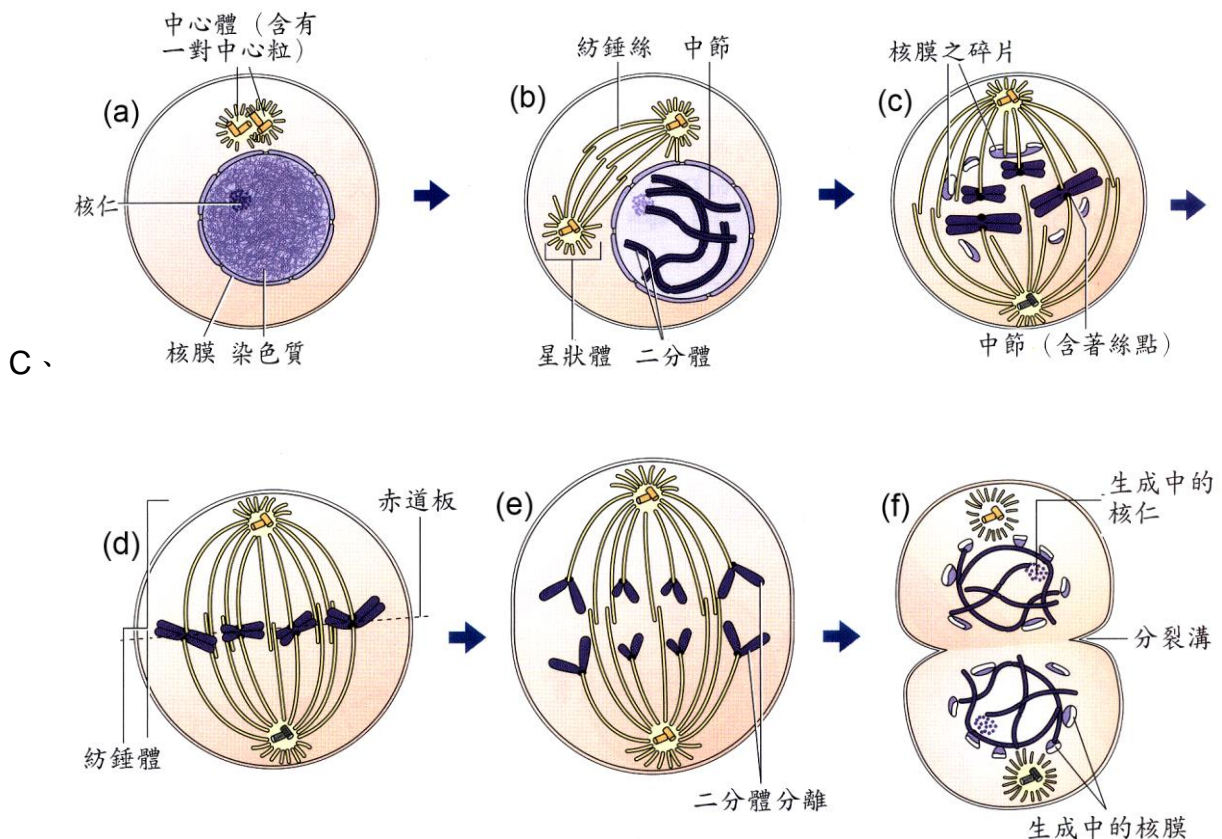 中心體（含有
一對中心粒）
(a)
核仁
核膜 染色質
(b)
紡錘絲 中節
星狀體 二分體
(c)
核膜之碎片
中節（含著絲點）
C、
(d)
赤道板
紡錘體
(e)
二分體分離
(f)
生成中的
核仁
分裂溝
生成中的核膜